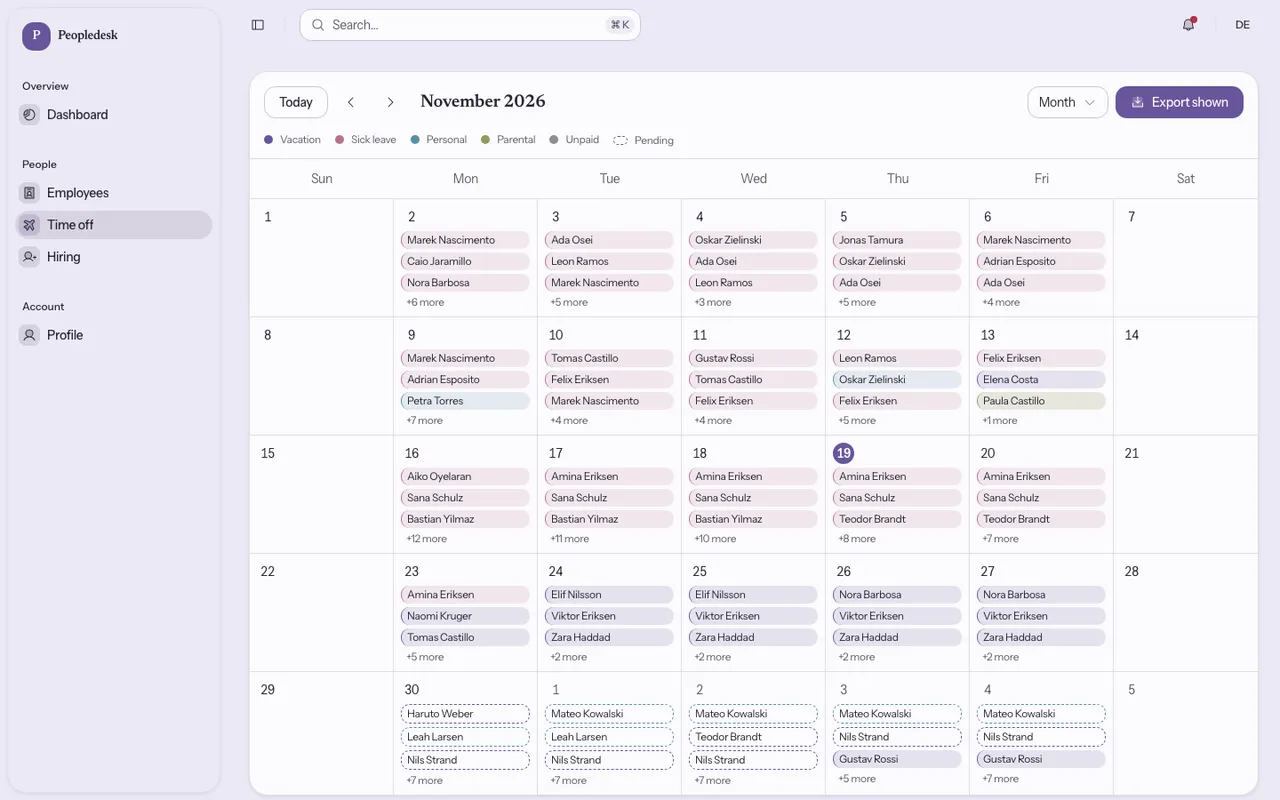 P Peopledesk
Search...
⌘K
DE
Overview
Dashboard
People
Employees
Time off
Hiring
Account
Profile
Today
November 2026
Month
Export shown
Vacation Sick leave Personal Parental Unpaid Pending
Sun Mon Tue Wed Thu Fri Sat
1 2 3 4 5 6 7
Marek Nascimento Ada Osei Oskar Zielinski Jonas Tamura Marek Nascimento
Caio Jaramillo Leon Ramos Ada Osei Oskar Zielinski Adrian Esposito
Nora Barbosa Marek Nascimento Leon Ramos Ada Osei Ada Osei
+6 more +5 more +3 more +5 more +4 more
8 9 10 11 12 13 14
Marek Nascimento Tomas Castillo Gustav Rossi Leon Ramos Felix Eriksen
Adrian Esposito Felix Eriksen Tomas Castillo Oskar Zielinski Elena Costa
Petra Torres Marek Nascimento Felix Eriksen Felix Eriksen Paula Castillo
+7 more +4 more +4 more +5 more +1 more
15 16 17 18 19 20 21
Aiko Oyelaran Amina Eriksen Amina Eriksen Amina Eriksen Amina Eriksen
Sana Schulz Sana Schulz Sana Schulz Sana Schulz Sana Schulz
Bastian Yilmaz Bastian Yilmaz Bastian Yilmaz Teodor Brandt Teodor Brandt
+12 more +11 more +10 more +8 more +7 more
22 23 24 25 26 27 28
Amina Eriksen Elif Nilsson Elif Nilsson Nora Barbosa Nora Barbosa
Naomi Kruger Viktor Eriksen Viktor Eriksen Viktor Eriksen Viktor Eriksen
Tomas Castillo Zara Haddad Zara Haddad Zara Haddad Zara Haddad
+5 more +2 more +2 more +2 more +2 more
29 30 1 2 3 4 5
Haruto Weber Mateo Kowalski Mateo Kowalski Mateo Kowalski Mateo Kowalski
Leah Larsen Leah Larsen Teodor Brandt Nils Strand Nils Strand
Nils Strand Nils Strand Nils Strand Gustav Rossi Gustav Rossi
+7 more +7 more +7 more +5 more +7 more